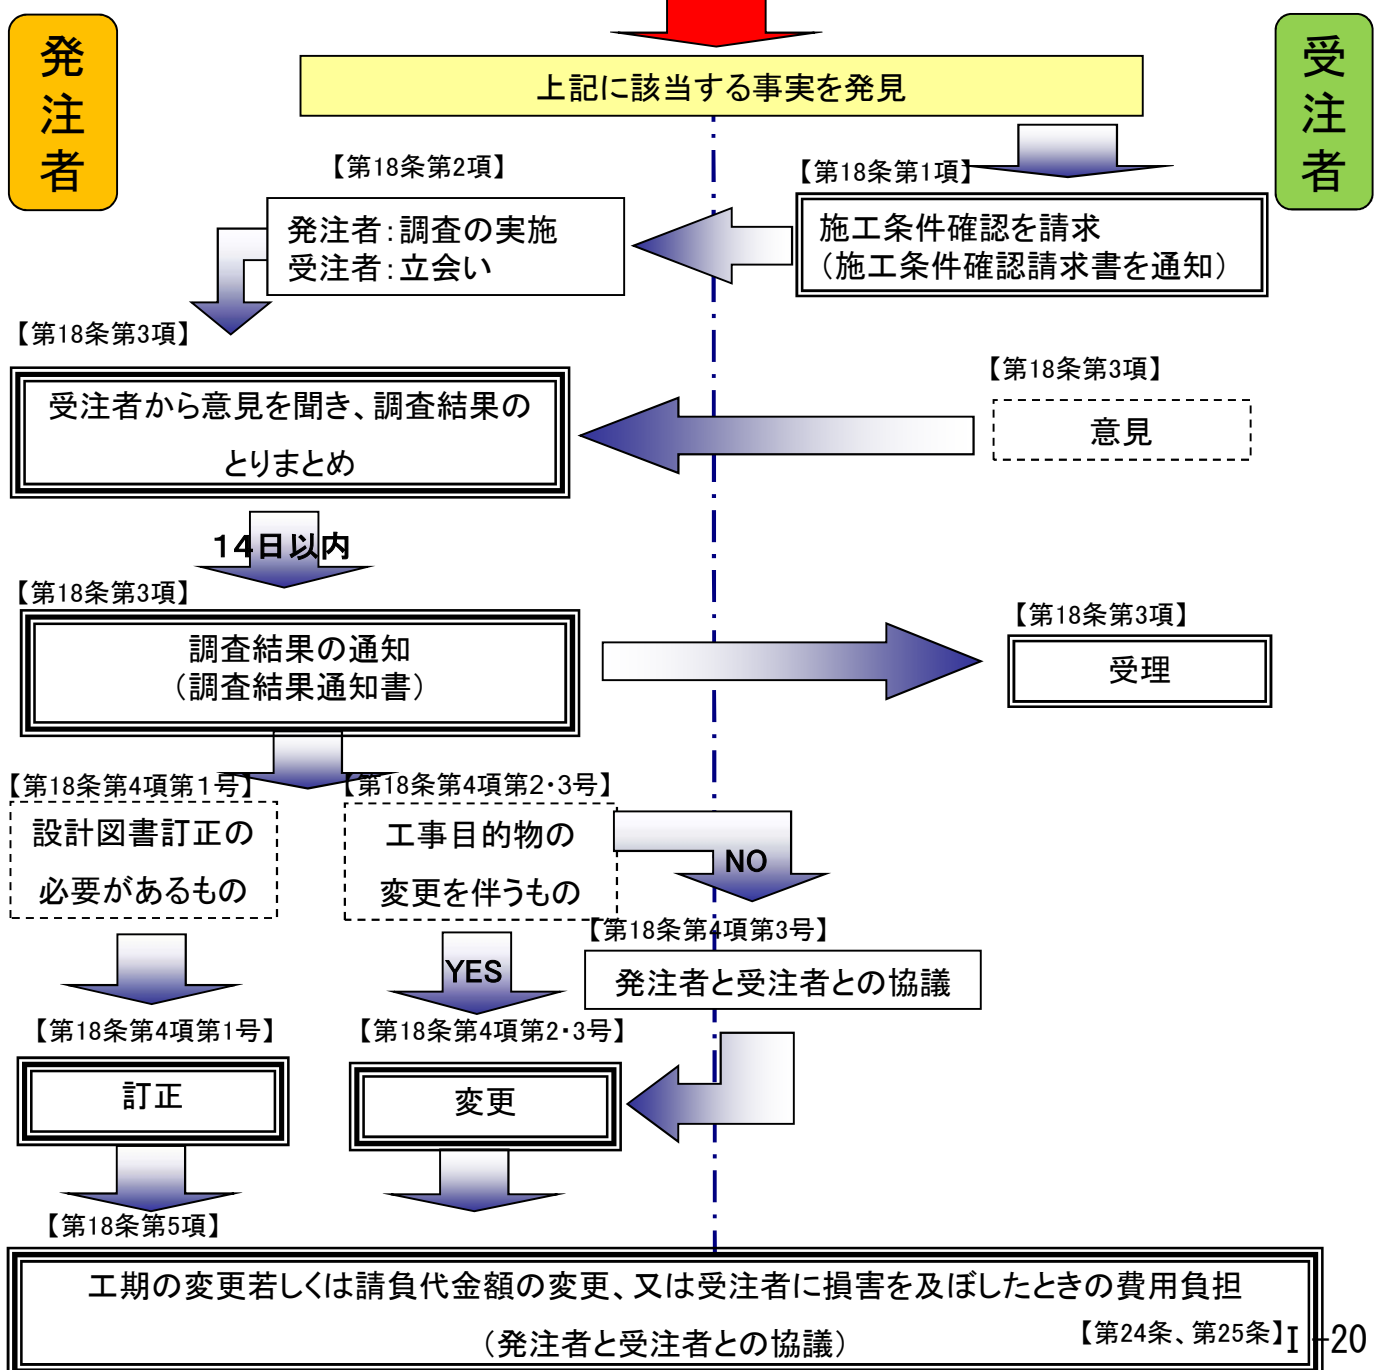 発注者
受注者
上記に該当する事実を発見
【第18条第2項】
【第18条第1項】
発注者：調査の実施
受注者：立会い
施工条件確認を請求
（施工条件確認請求書を通知）
【第18条第3項】
【第18条第3項】
受注者から意見を聞き、調査結果の
とりまとめ
意見
14日以内
【第18条第3項】
【第18条第3項】
調査結果の通知
（調査結果通知書）
受理
【第18条第4項第１号】
【第18条第4項第2・3号】
設計図書訂正の
必要があるもの
工事目的物の
変更を伴うもの
NO
【第18条第4項第3号】
YES
発注者と受注者との協議
【第18条第4項第1号】
【第18条第4項第2・3号】
訂正
変更
【第18条第5項】
工期の変更若しくは請負代金額の変更、又は受注者に損害を及ぼしたときの費用負担
（発注者と受注者との協議）
【第24条、第25条】
Ⅰ-20